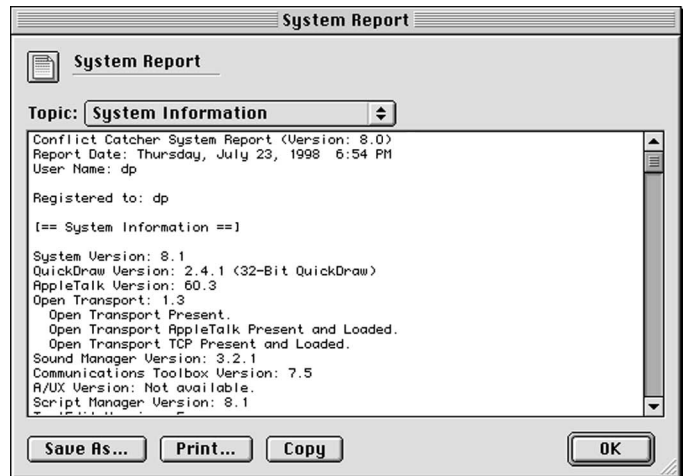 System Report
System Report
Topic: System Information
Conflict Catcher System Report (Version: 8.0)
Report Date: Thursday, July 23, 1998  6:54 PM
User Name: dp
Registered to: dp
[== System Information ==]
System Version: 8.1
QuickDraw Version: 2.4.1 (32-Bit QuickDraw)
AppleTalk Version: 60.3
Open Transport: 1.3
Open Transport Present.
Open Transport AppleTalk Present and Loaded.
Open Transport TCP Present and Loaded.
Sound Manager Version: 3.2.1
Communications Toolbox Version: 7.5
A/UX Version: Not available.
Script Manager Version: 8.1
Save As... Print... Copy OK